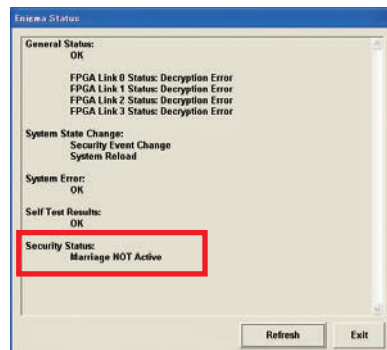 Enigma Status
General Status:
OK
FPGA Link 0 Status: Decryption Error
FPGA Link 1 Status: Decryption Error
FPGA Link 2 Status: Decryption Error
FPGA Link 3 Status: Decryption Error
System State Change:
Security Event Change
System Reload
System Error:
OK
Self Test Results:
OK
Security Status:
Marriage NOT Active
Refresh Exit